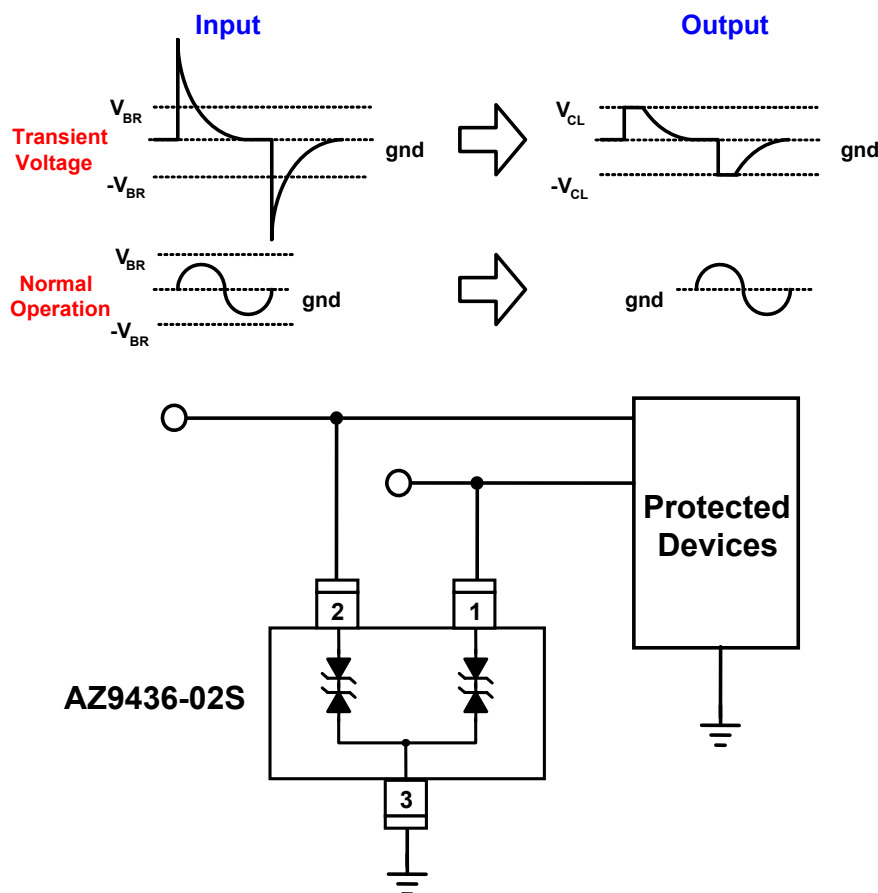 Input
Output
V_BR
Transient
Voltage
gnd
-V_BR
V_CL
gnd
-V_CL
V_BR
Normal
Operation
gnd
-V_BR
gnd
Protected
Devices
2
1
AZ9436-02S
3